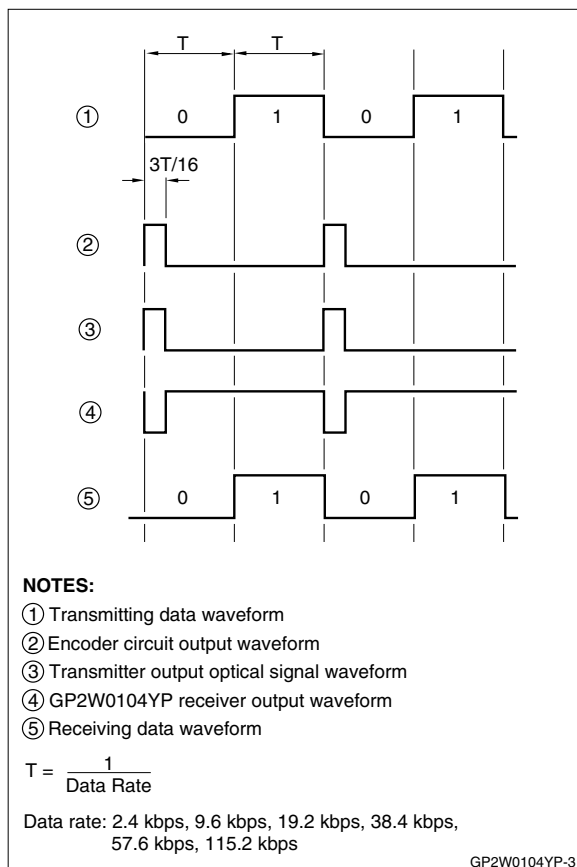 T T
① 0 1 0 1
3T/16
②
③
④
⑤ 0 1 0 1
NOTES:
① Transmitting data waveform
② Encoder circuit output waveform
③ Transmitter output optical signal waveform
④ GP2W0104YP receiver output waveform
⑤ Receiving data waveform
T = 1
Data Rate
Data rate: 2.4 kbps, 9.6 kbps, 19.2 kbps, 38.4 kbps,
57.6 kbps, 115.2 kbps
GP2W0104YP-3